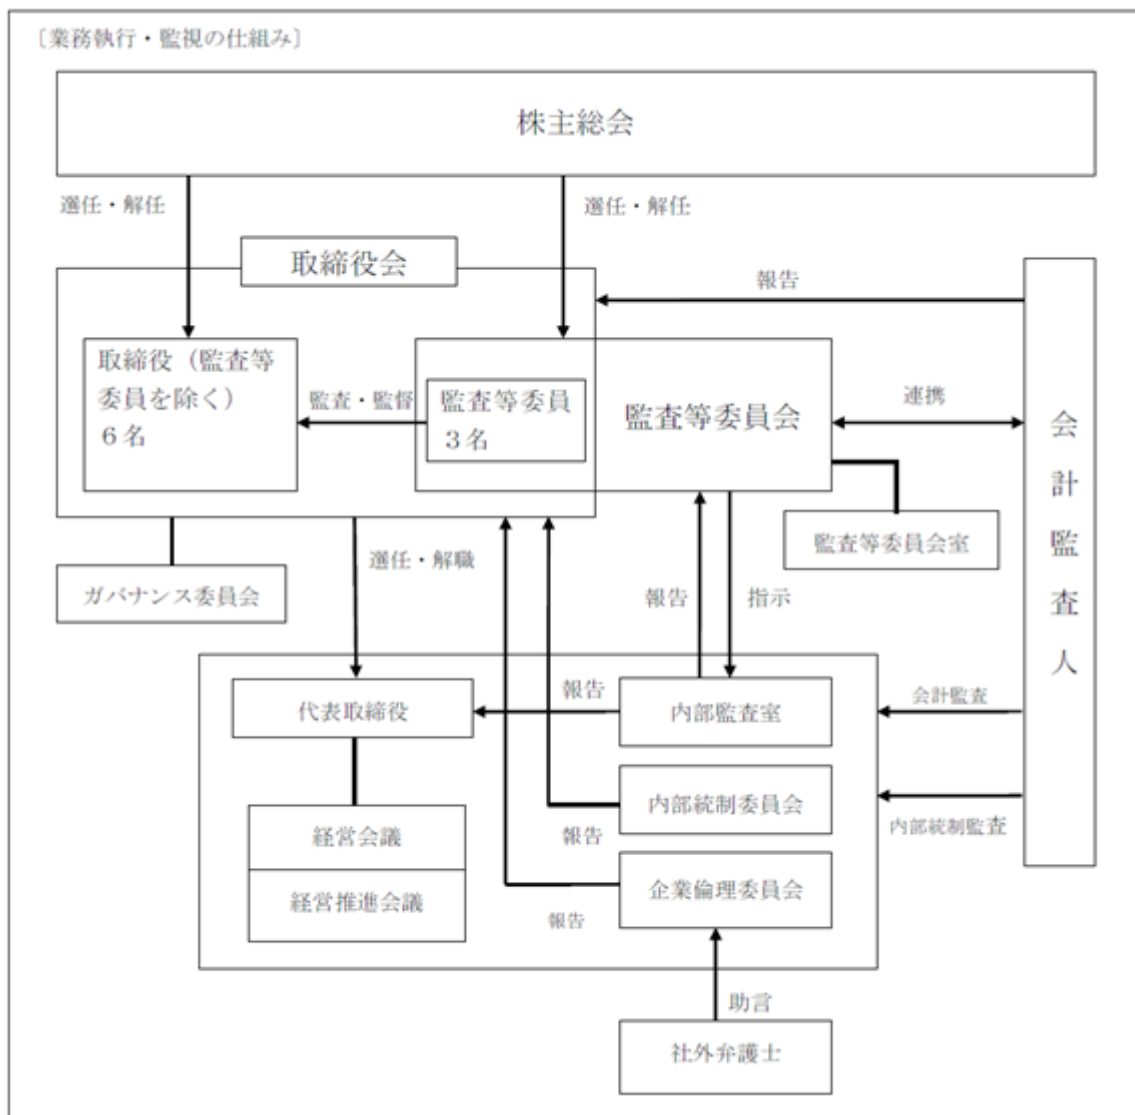 〔業務執行・監視の仕組み〕
株主総会
選任・解任
選任・解任
取締役会
報告
取締役（監査等
委員を除く）
６名
監査・監督
監査等委員
３名
監査等委員会
連携
会計監査人
監査等委員会室
選任・解職
ガバナンス委員会
報告
指示
代表取締役
報告
内部監査室
会計監査
内部統制委員会
報告
内部統制監査
経営会議
経営推進会議
企業倫理委員会
報告
助言
社外弁護士